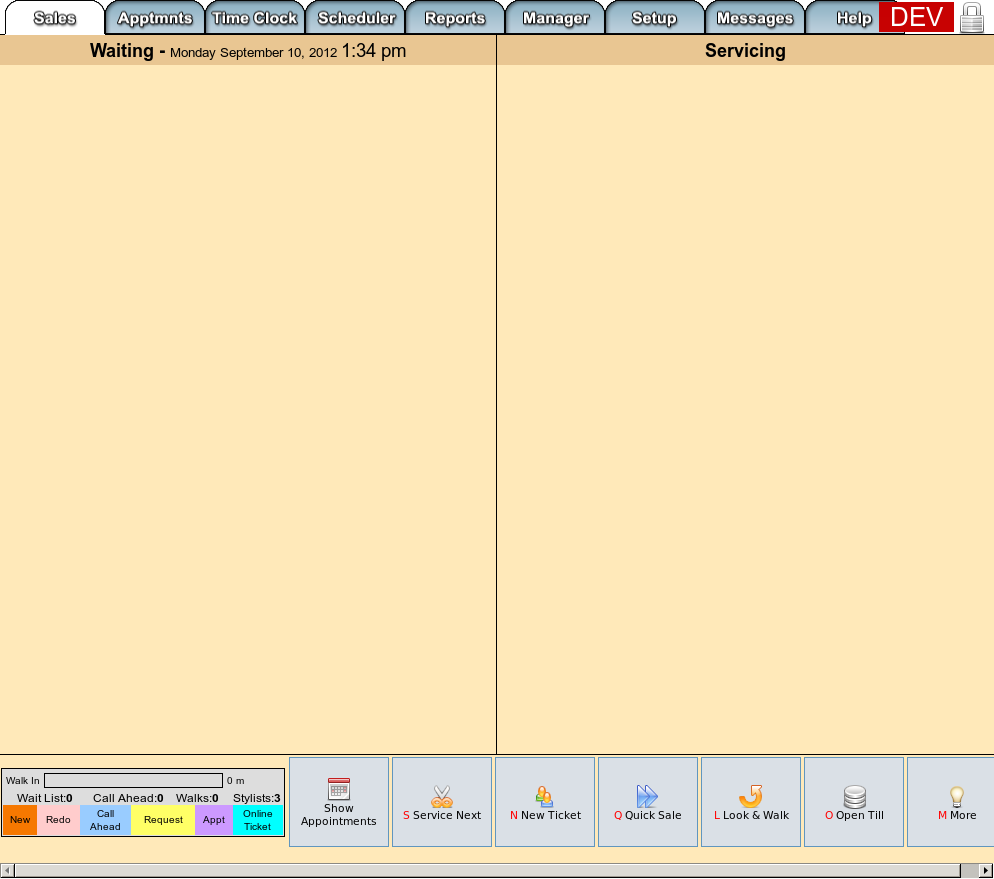 Sales Apptmnts Time Clock Scheduler Reports Manager Setup Messages Help DEV
Waiting - Monday September 10, 2012 1:34 pm
Servicing
Walk In 0 m
Wait List:0 Call Ahead:0 Walks:0 Stylists:3
New
Redo
Call
Ahead
Request
Appt
Online
Ticket
Show
Appointments
S Service Next
N New Ticket
Q Quick Sale
L Look & Walk
O Open Till
M More